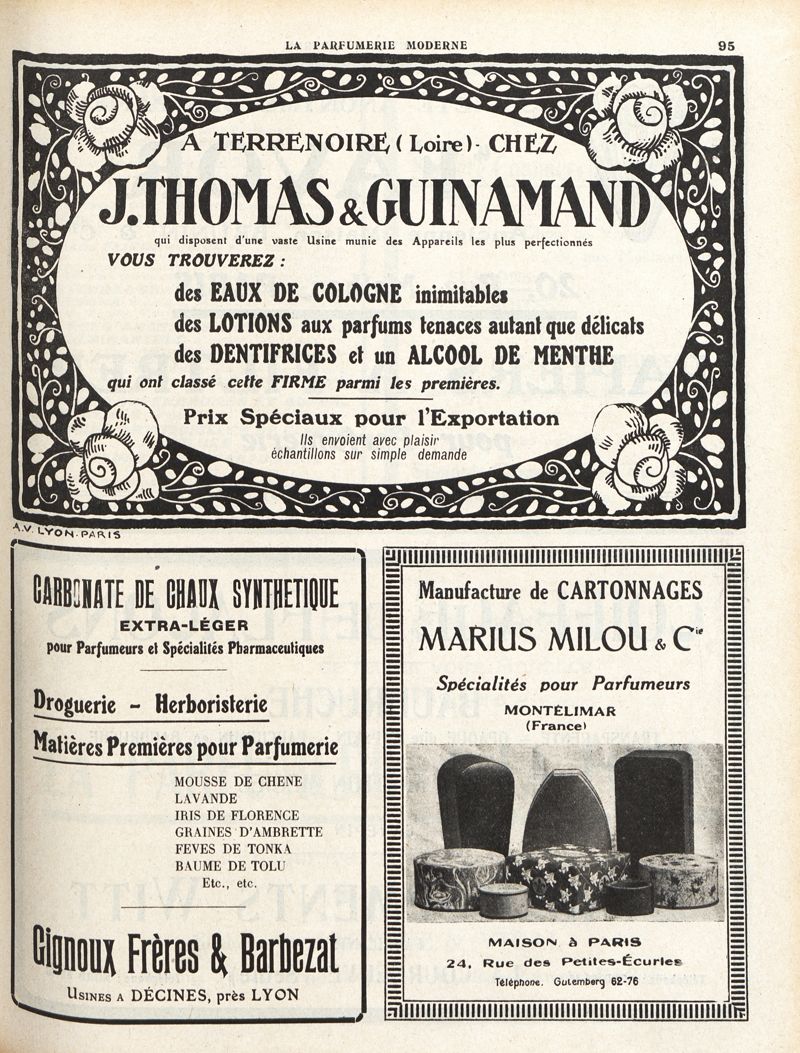 LA PARFUMERIE MODERNE 95
A TERRENOIRE (Loire) - CHEZ
J. THOMAS & GUINAMAND
qui disposent d'une vaste Usine munie des Appareils les plus perfectionnés
VOUS TROUVEREZ :
des EAUX DE COLOGNE inimitables
des LOTIONS aux parfums tenaces autant que délicats
des DENTIFRICES et un ALCOOL DE MENTHE
qui ont classé cette FIRME parmi les premières.
Prix Spéciaux pour l'Exportation
Ils envoient avec plaisir
échantillons sur simple demande
A.V. LYON-PARIS
CARBONATE DE CHAUX SYNTHETIQUE
EXTRA-LÉGER
pour Parfumeurs et Spécialités Pharmaceutiques
Droguerie - Herboristerie
Matières Premières pour Parfumerie
MOUSSE DE CHENE
LAVANDE
IRIS DE FLORENCE
GRAINES D'AMBRETTE
FEVES DE TONKA
BAUME DE TOLU
Etc., etc.
Gignoux Frères & Barbezat
USINES A DÉCINES, près LYON
Manufacture de CARTONNAGES
MARIUS MILOU & Cie
Spécialités pour Parfumeurs
MONTÉLIMAR
(France)
MAISON à PARIS
24, Rue des Petites-Écuries
Téléphone. Gutemberg 62-76